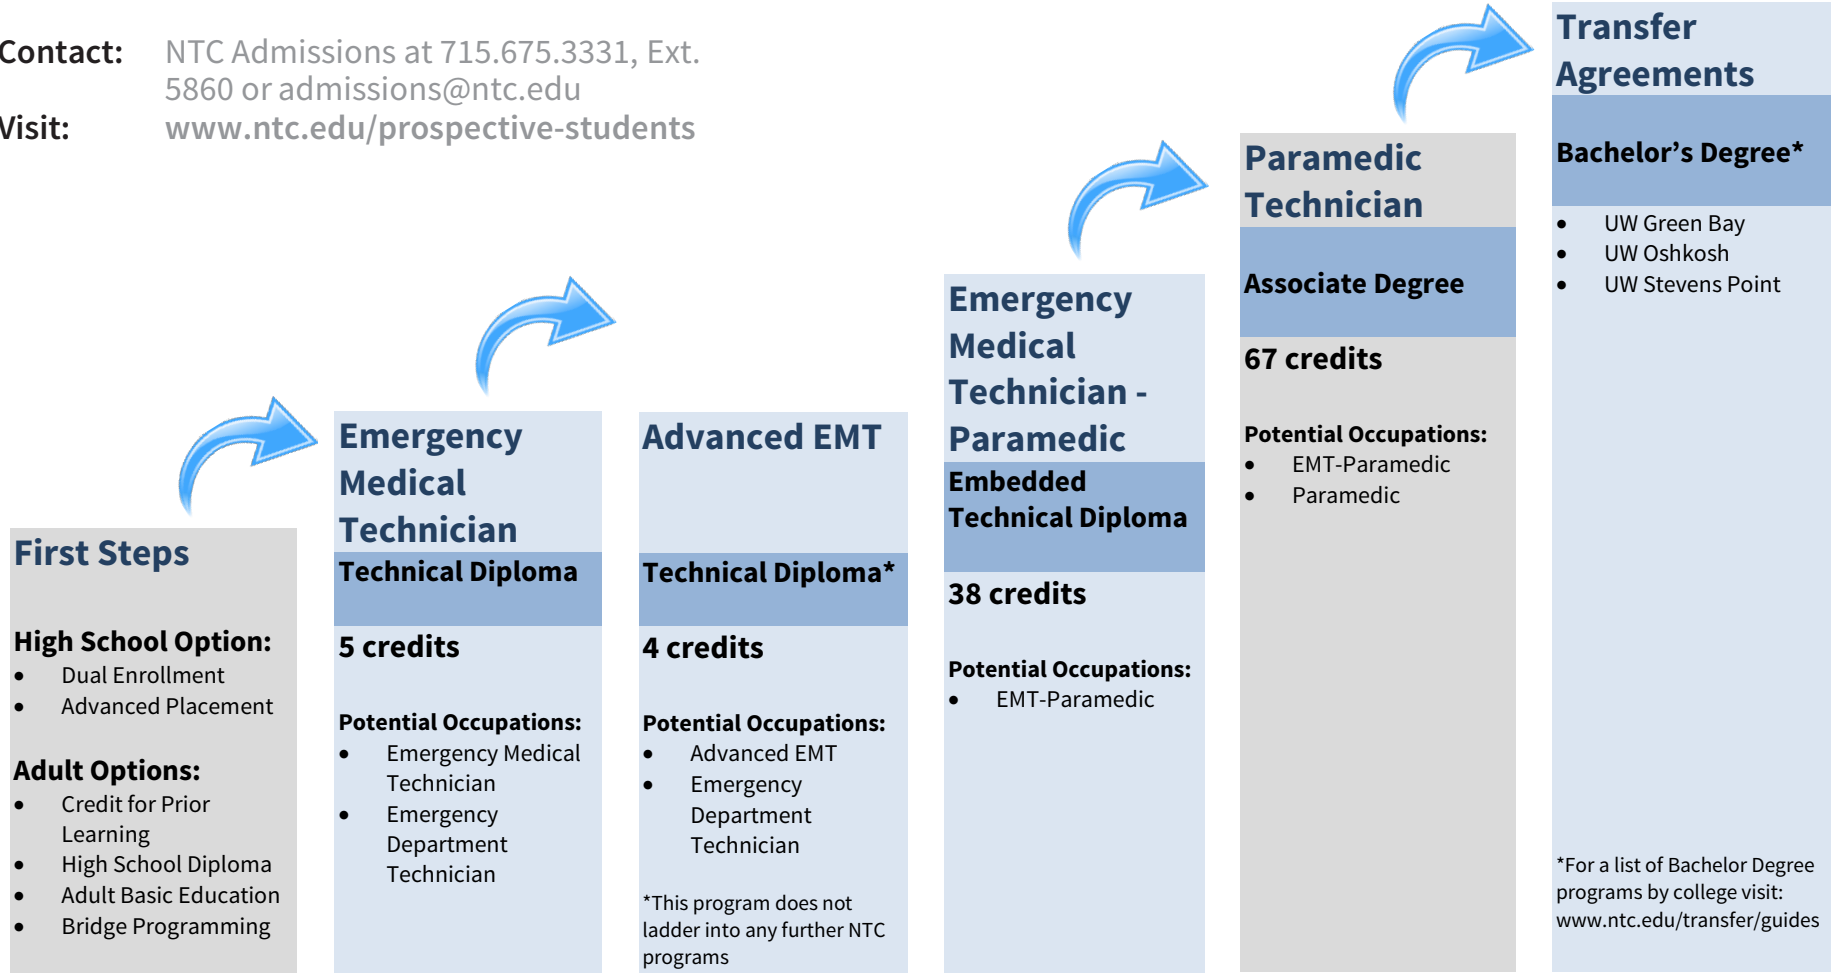 Contact: NTC Admissions at 715.675.3331, Ext.
5860 or admissions@ntc.edu
Visit: www.ntc.edu/prospective-students
First Steps
High School Option:
• Dual Enrollment
• Advanced Placement
Adult Options:
• Credit for Prior
Learning
• High School Diploma
• Adult Basic Education
• Bridge Programming
Emergency
Medical
Technician
Technical Diploma
5 credits
Potential Occupations:
• Emergency Medical
Technician
• Emergency
Department
Technician
Advanced EMT
Technical Diploma*
4 credits
Potential Occupations:
• Advanced EMT
• Emergency
Department
Technician
*This program does not
ladder into any further NTC
programs
Emergency
Medical
Technician -
Paramedic
Embedded
Technical Diploma
38 credits
Potential Occupations:
• EMT-Paramedic
Paramedic
Technician
Associate Degree
67 credits
Potential Occupations:
• EMT-Paramedic
• Paramedic
Transfer
Agreements
Bachelor’s Degree*
• UW Green Bay
• UW Oshkosh
• UW Stevens Point
*For a list of Bachelor Degree
programs by college visit:
www.ntc.edu/transfer/guides